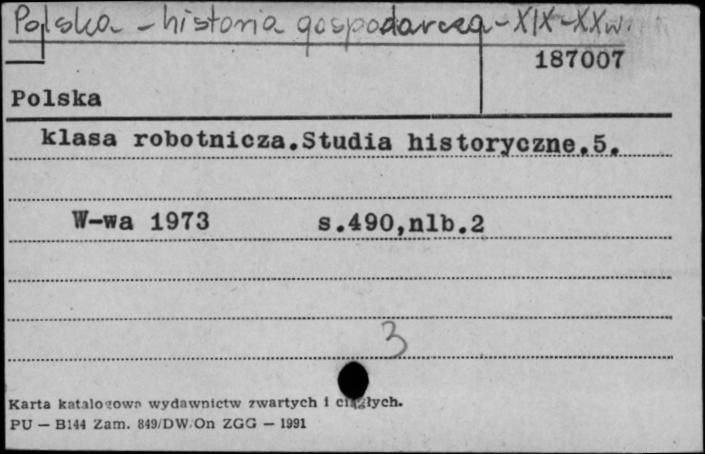 Polska - historia gospodarcza - XIX-XXw.
187007
Polska
klasa robotnicza.Studia historyczne.5.
W-wa 1973 s.490,nlb.2
3
Karta katalogowa wydawnictw zwartych i ciągłych.
PU — B144 Zam. 849/DW/On ZGG — 1991